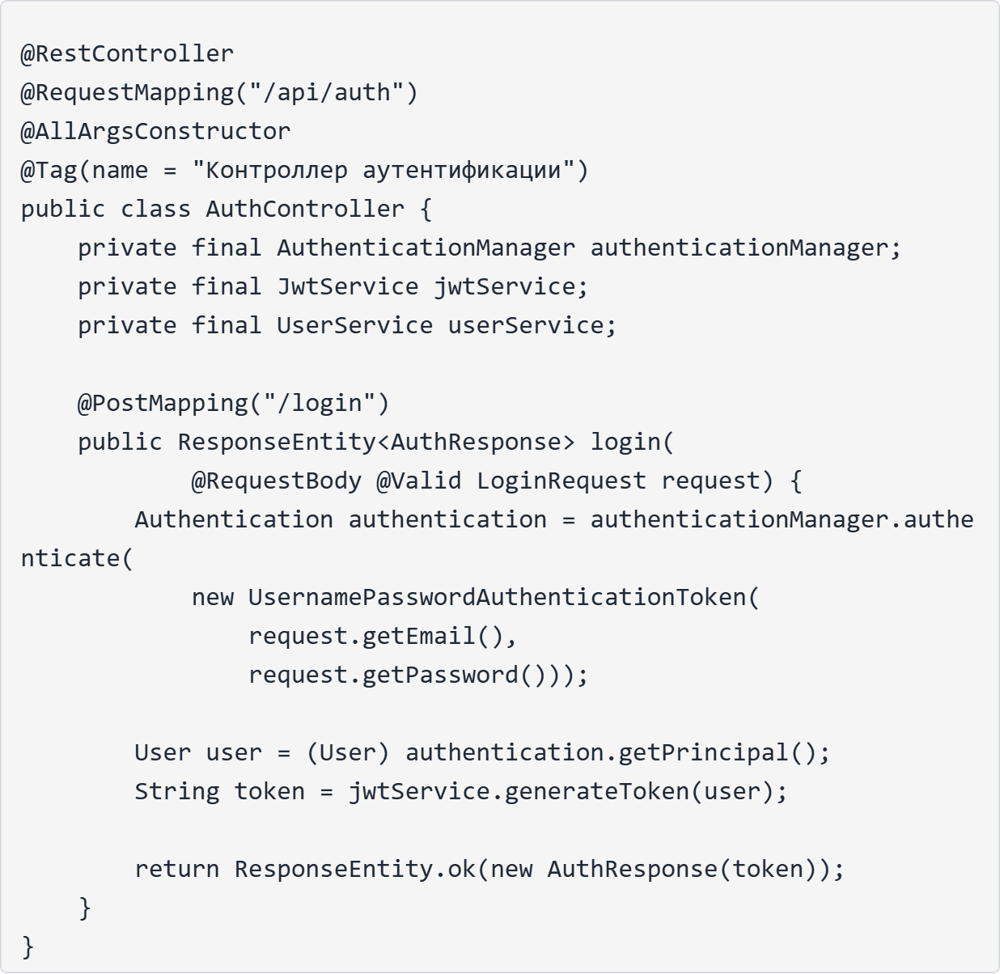 @RestController
@RequestMapping("/api/auth")
@AllArgsConstructor
@Tag(name = "Контроллер аутентификации")
public class AuthController {
    private final AuthenticationManager authenticationManager;
    private final JwtService jwtService;
    private final UserService userService;

    @PostMapping("/login")
    public ResponseEntity<AuthResponse> login(
            @RequestBody @Valid LoginRequest request) {
        Authentication authentication = authenticationManager.authe
nticate(
            new UsernamePasswordAuthenticationToken(
                request.getEmail(),
                request.getPassword()));

        User user = (User) authentication.getPrincipal();
        String token = jwtService.generateToken(user);

        return ResponseEntity.ok(new AuthResponse(token));
    }
}